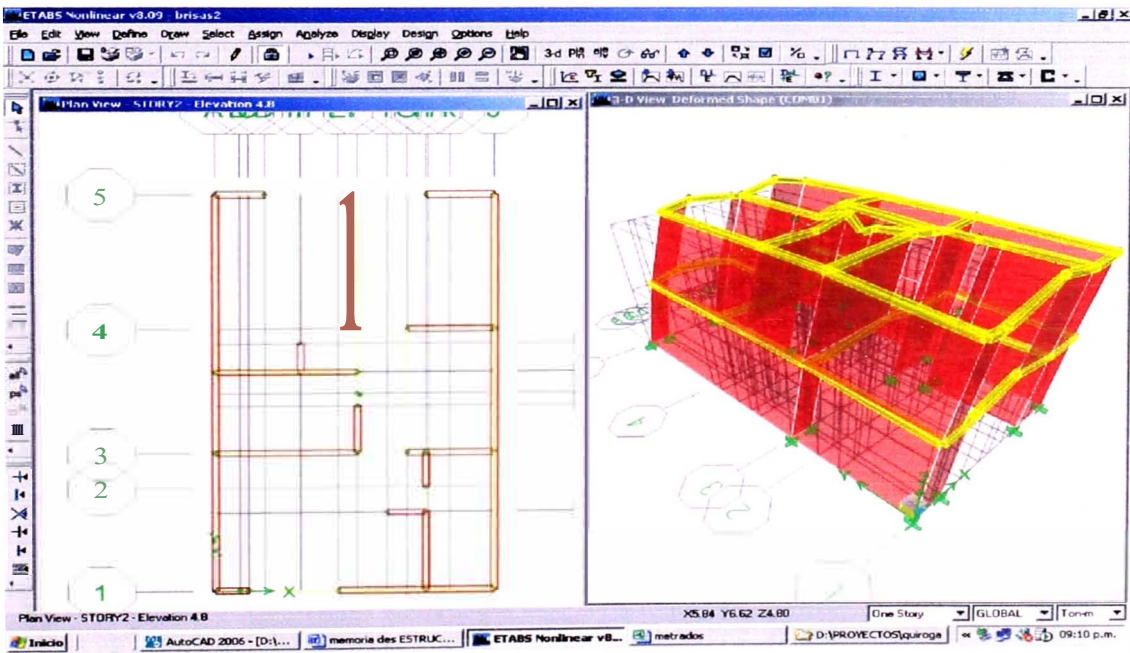 ETABS Nonlinear v8.09 - brisas2
File Edit View Define Draw Select Assign Analyze Display Design Options Help
3-d
Plan View - STORY2 - Elevation 4.8
3-D View Deformed Shape (COMB1)
5
4
3
2
1
X
Plan View - STORY2 - Elevation 4.8
X5.84 Y6.62 Z4.80
One Story
GLOBAL
Ton-m
Inicio
AutoCAD 2006 - [D:\...
memoria des ESTRUC...
ETABS Nonlinear v8...
metrados
D:\PROYECTOS\quiroga
09:10 p.m.